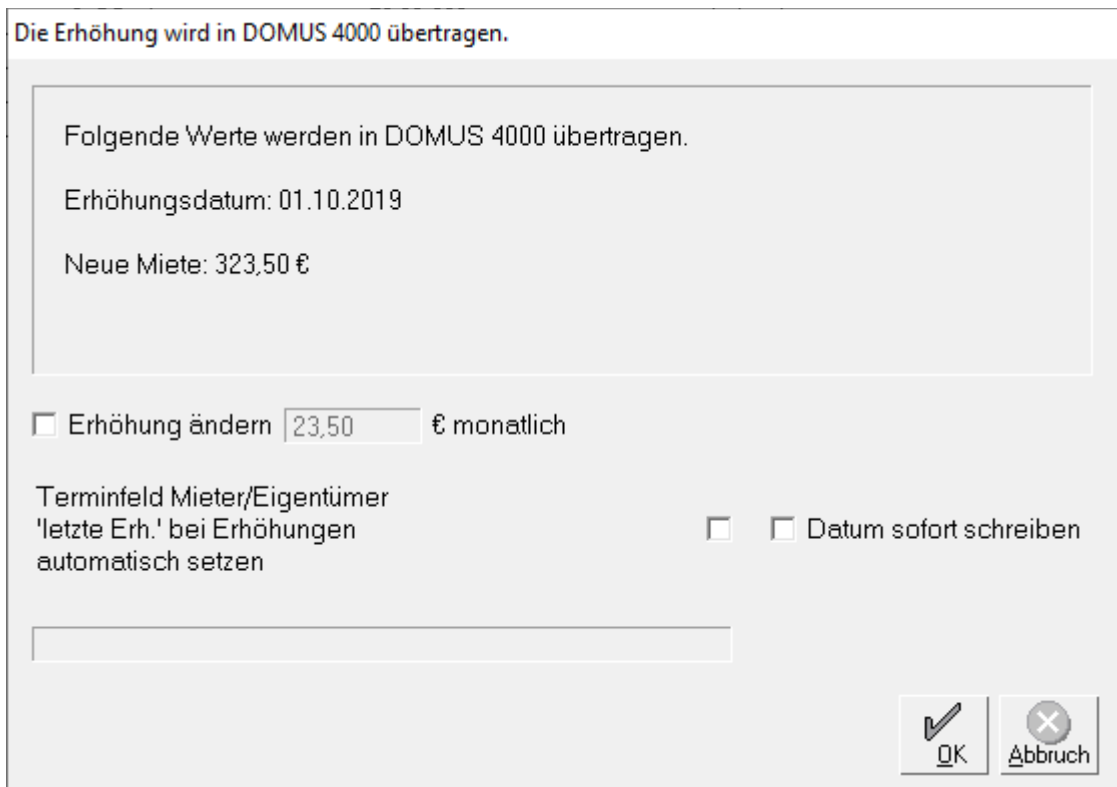 Die Erhöhung wird in DOMUS 4000 übertragen.
Folgende Werte werden in DOMUS 4000 übertragen.
Erhöhungsdatum: 01.10.2019
Neue Miete: 323,50 €
Erhöhung ändern 23,50 € monatlich
Terminfeld Mieter/Eigentümer
'letzte Erh.' bei Erhöhungen
automatisch setzen
Datum sofort schreiben
OK
Abbruch